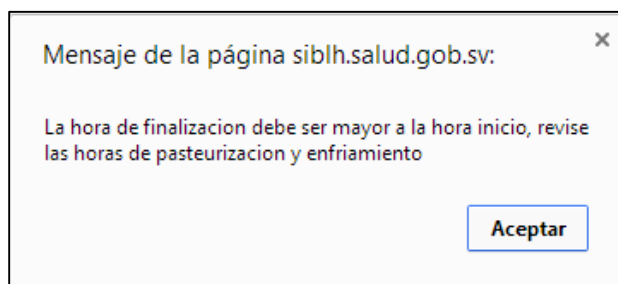 Mensaje de la página siblh.salud.gob.sv:
La hora de finalizacion debe ser mayor a la hora inicio, revise
las horas de pasteurizacion y enfriamiento
Aceptar